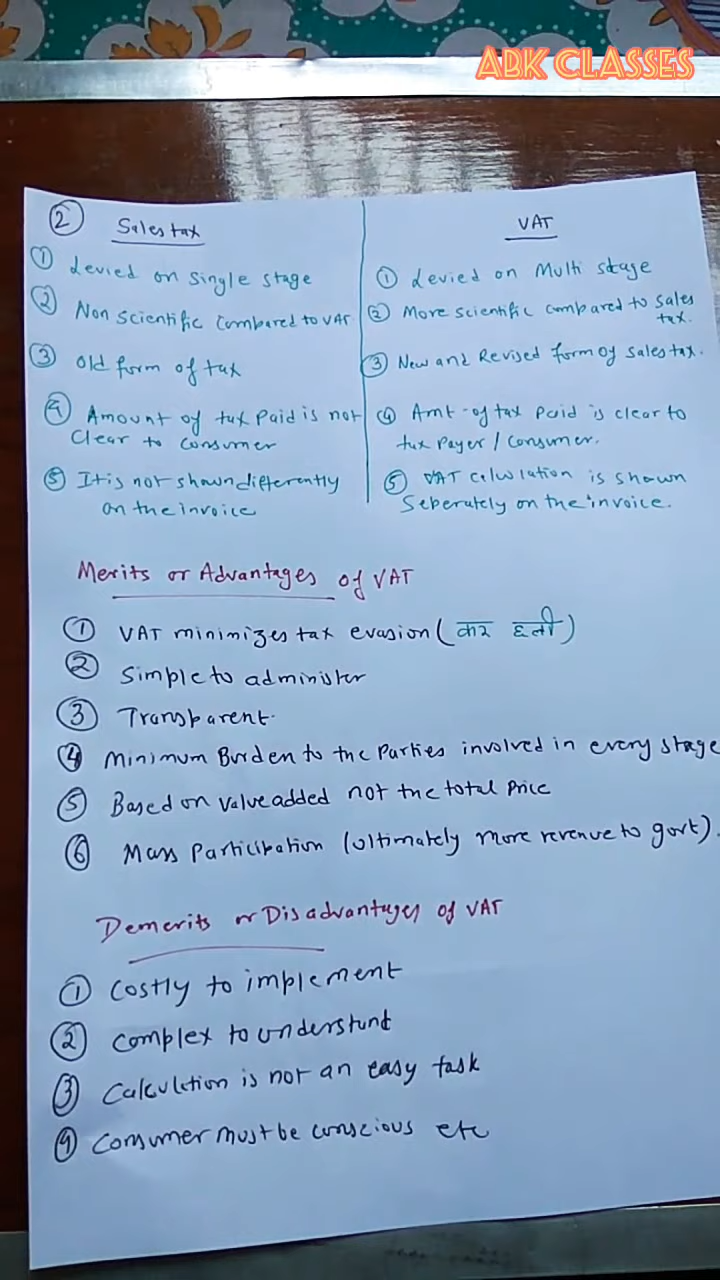 ABK CLASSES
② Sales tax
① Levied on Single stage
② Non scientific compared to VAT
③ Old form of tax
④ Amount of tax Paid is not
clear to consumer
⑤ It is not shown differently
on the invoice
VAT
① Levied on Multi stage
② More scientific compared to sales
tax.
③ New and Revised form of sales tax.
④ Amt of tax paid is clear to
tax Payer / Consumer.
⑤ VAT calculation is shown
Seperately on the invoice.
Merits or Advantages of VAT
① VAT minimizes tax evasion (कर छली)
② Simple to administer
③ Transparent.
④ Minimum Burden to the Parties involved in every stage
⑤ Based on value added not the total Price
⑥ Mass Participation (ultimately more revenue to govt).
Demerits or Disadvantages of VAT
① Costly to implement
② Complex to understand
③ Calculation is not an easy task
④ Consumer must be conscious etc